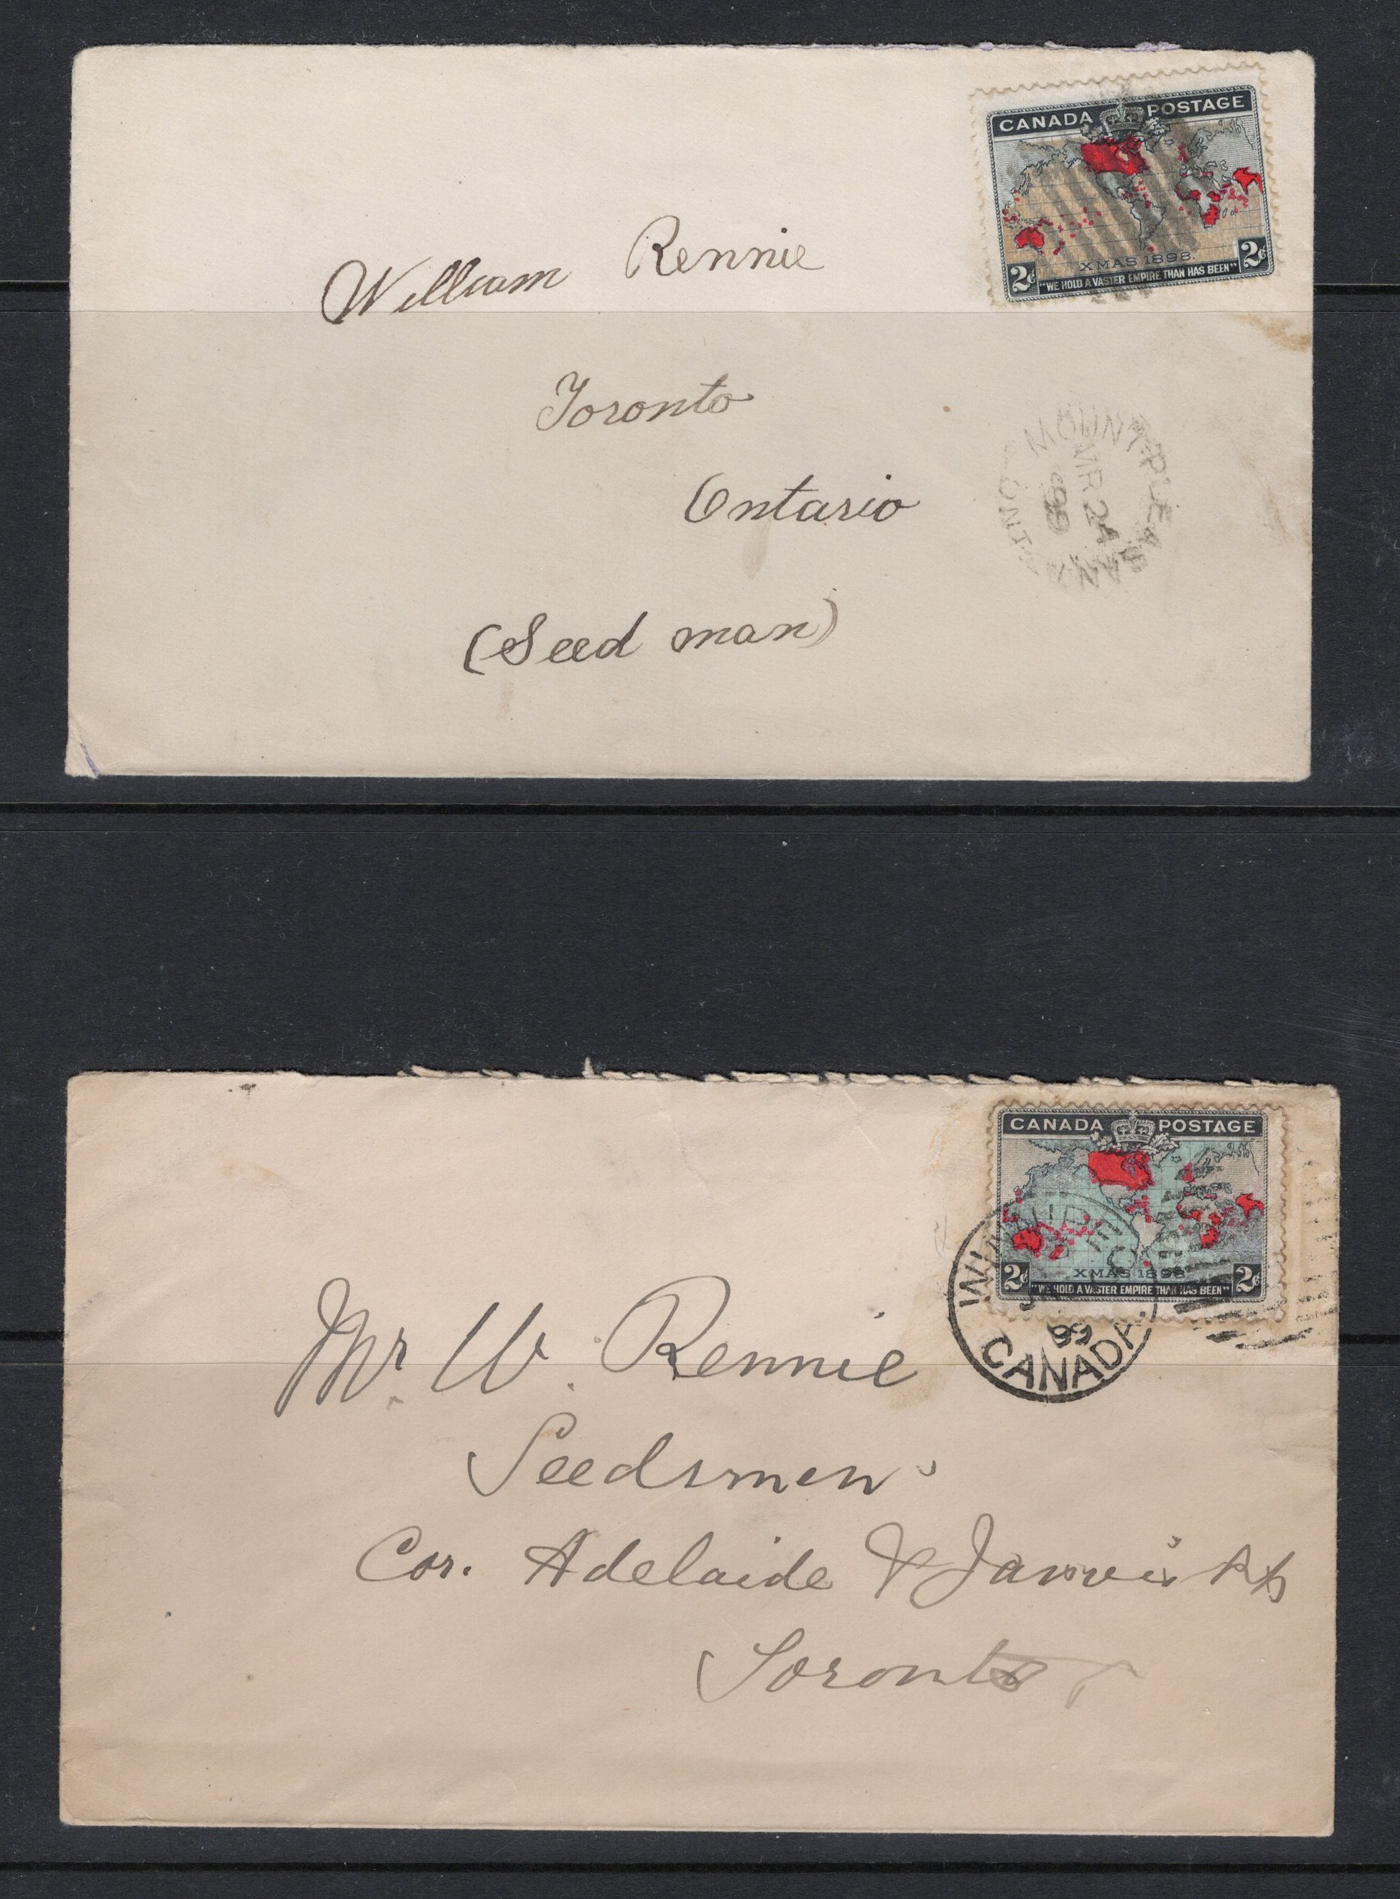 CANADA POSTAGE
XMAS 1898.
2¢ 2¢
"WE HOLD A VASTER EMPIRE THAN HAS BEEN"
William Rennie
Toronto
Ontario
(Seed man)
MOUNT PLEASANT
MR 24
99
ONT
CANADA POSTAGE
XMAS 1898
2¢ 2¢
"WE HOLD A VASTER EMPIRE THAN HAS BEEN"
WINNIPEG
99
CANADA.
Mr. W. Rennie
Seedsmen
Cor. Adelaide & Jarvis
Toronto